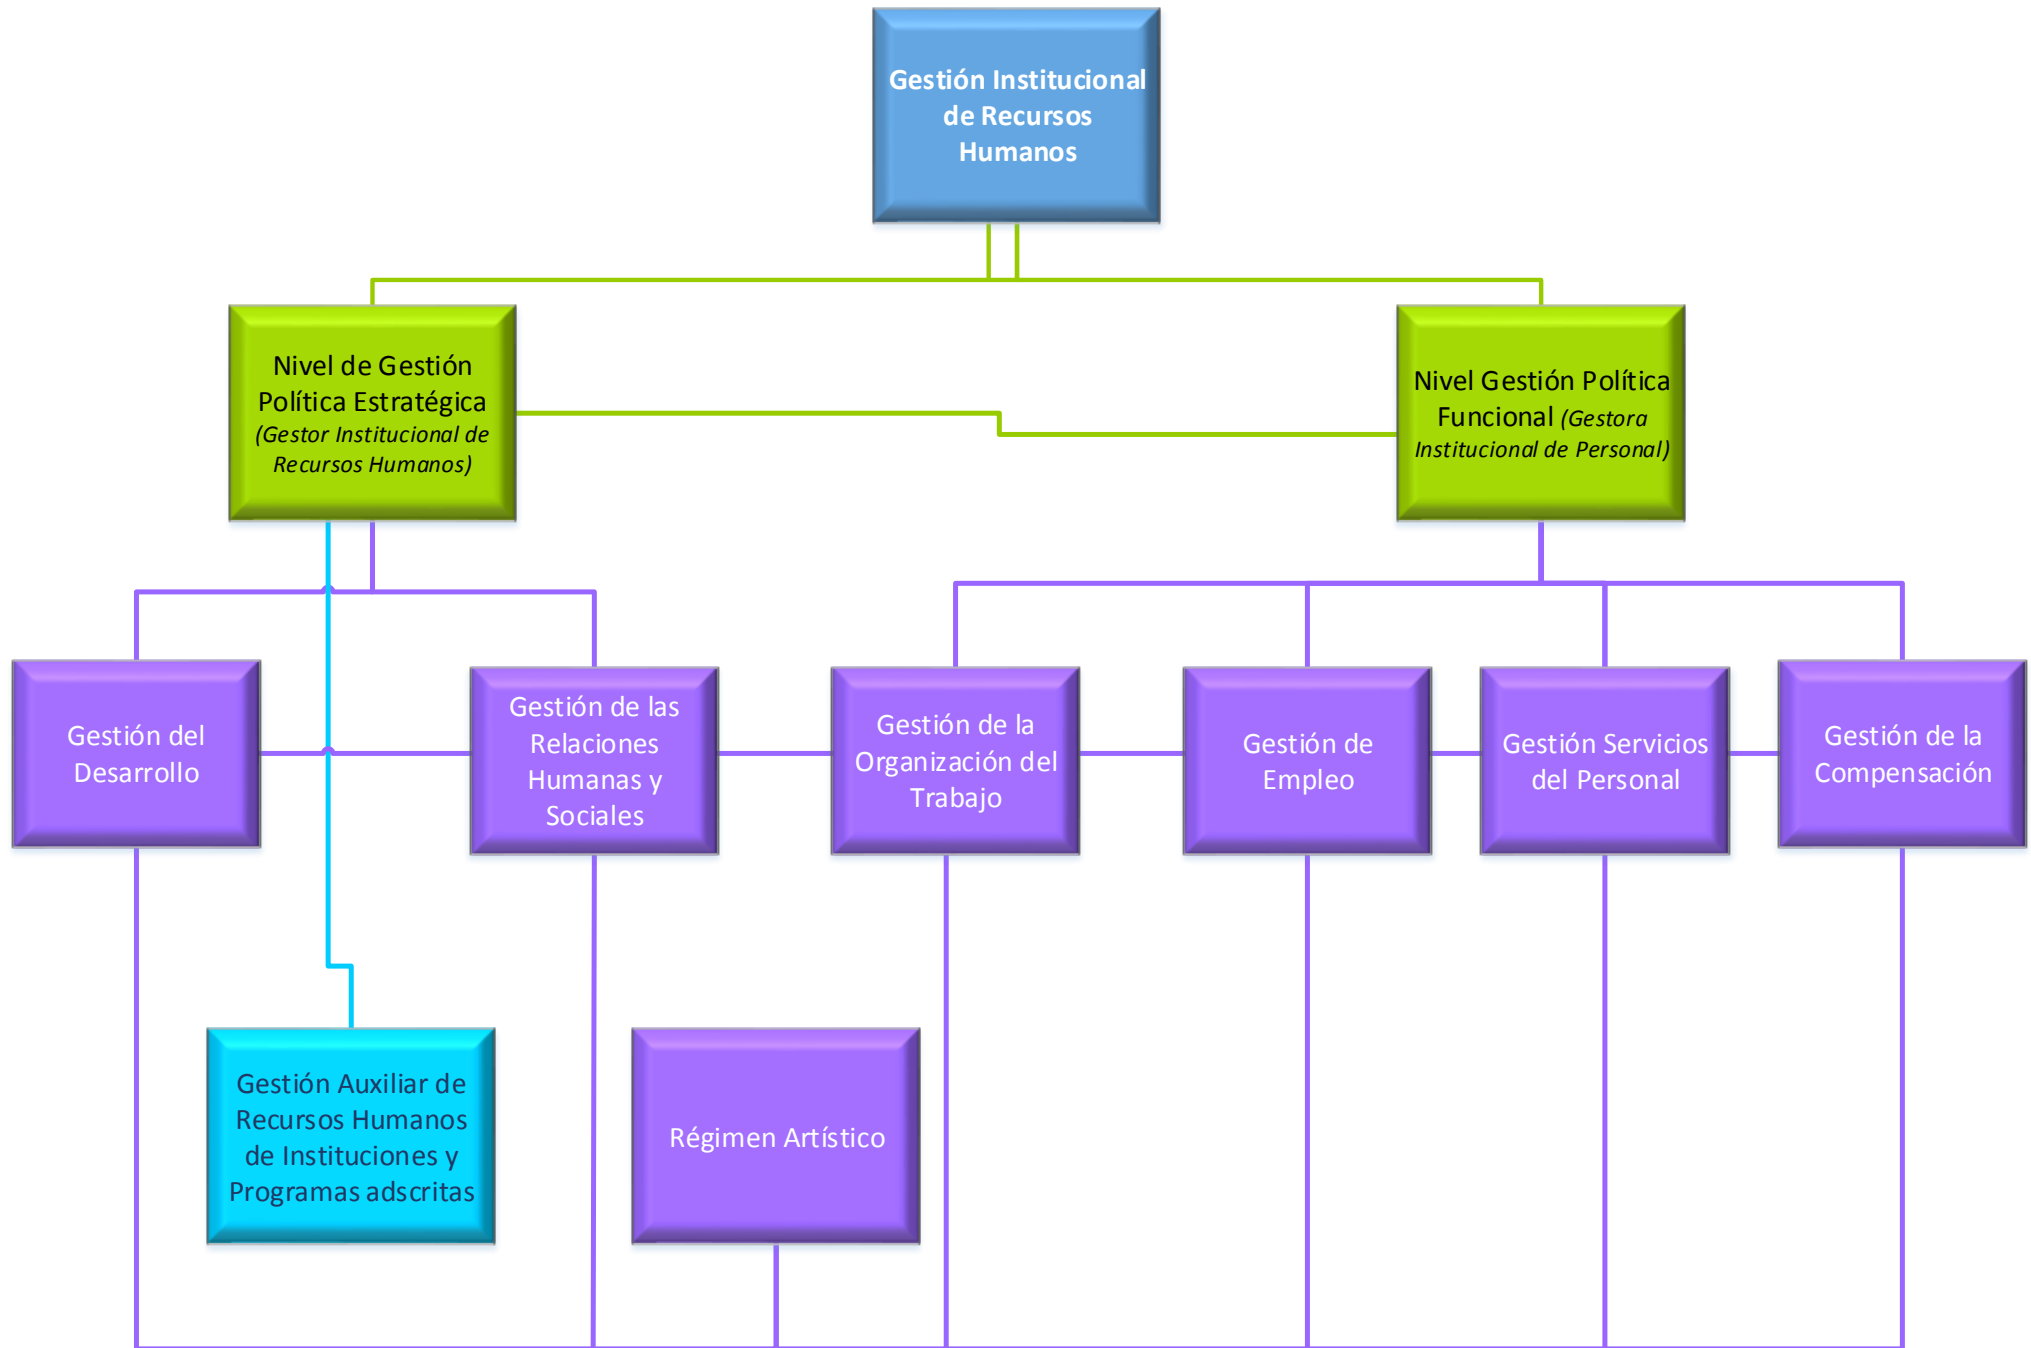 Gestión Institucional
de Recursos
Humanos
Nivel de Gestión
Política Estratégica
(Gestor Institucional de
Recursos Humanos)
Nivel Gestión Política
Funcional (Gestora
Institucional de Personal)
Gestión del
Desarrollo
Gestión de las
Relaciones
Humanas y
Sociales
Gestión de la
Organización del
Trabajo
Gestión de
Empleo
Gestión Servicios
del Personal
Gestión de la
Compensación
Gestión Auxiliar de
Recursos Humanos
de Instituciones y
Programas adscritas
Régimen Artístico